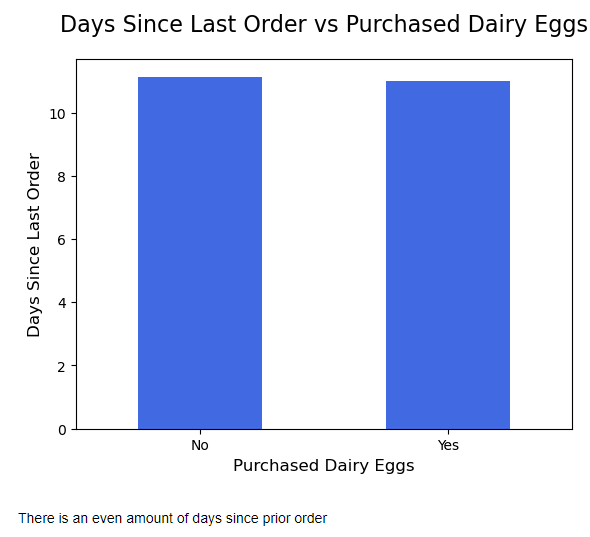 Days Since Last Order vs Purchased Dairy Eggs
Days Since Last Order
10
8
6
4
2
0
No
Yes
Purchased Dairy Eggs
There is an even amount of days since prior order